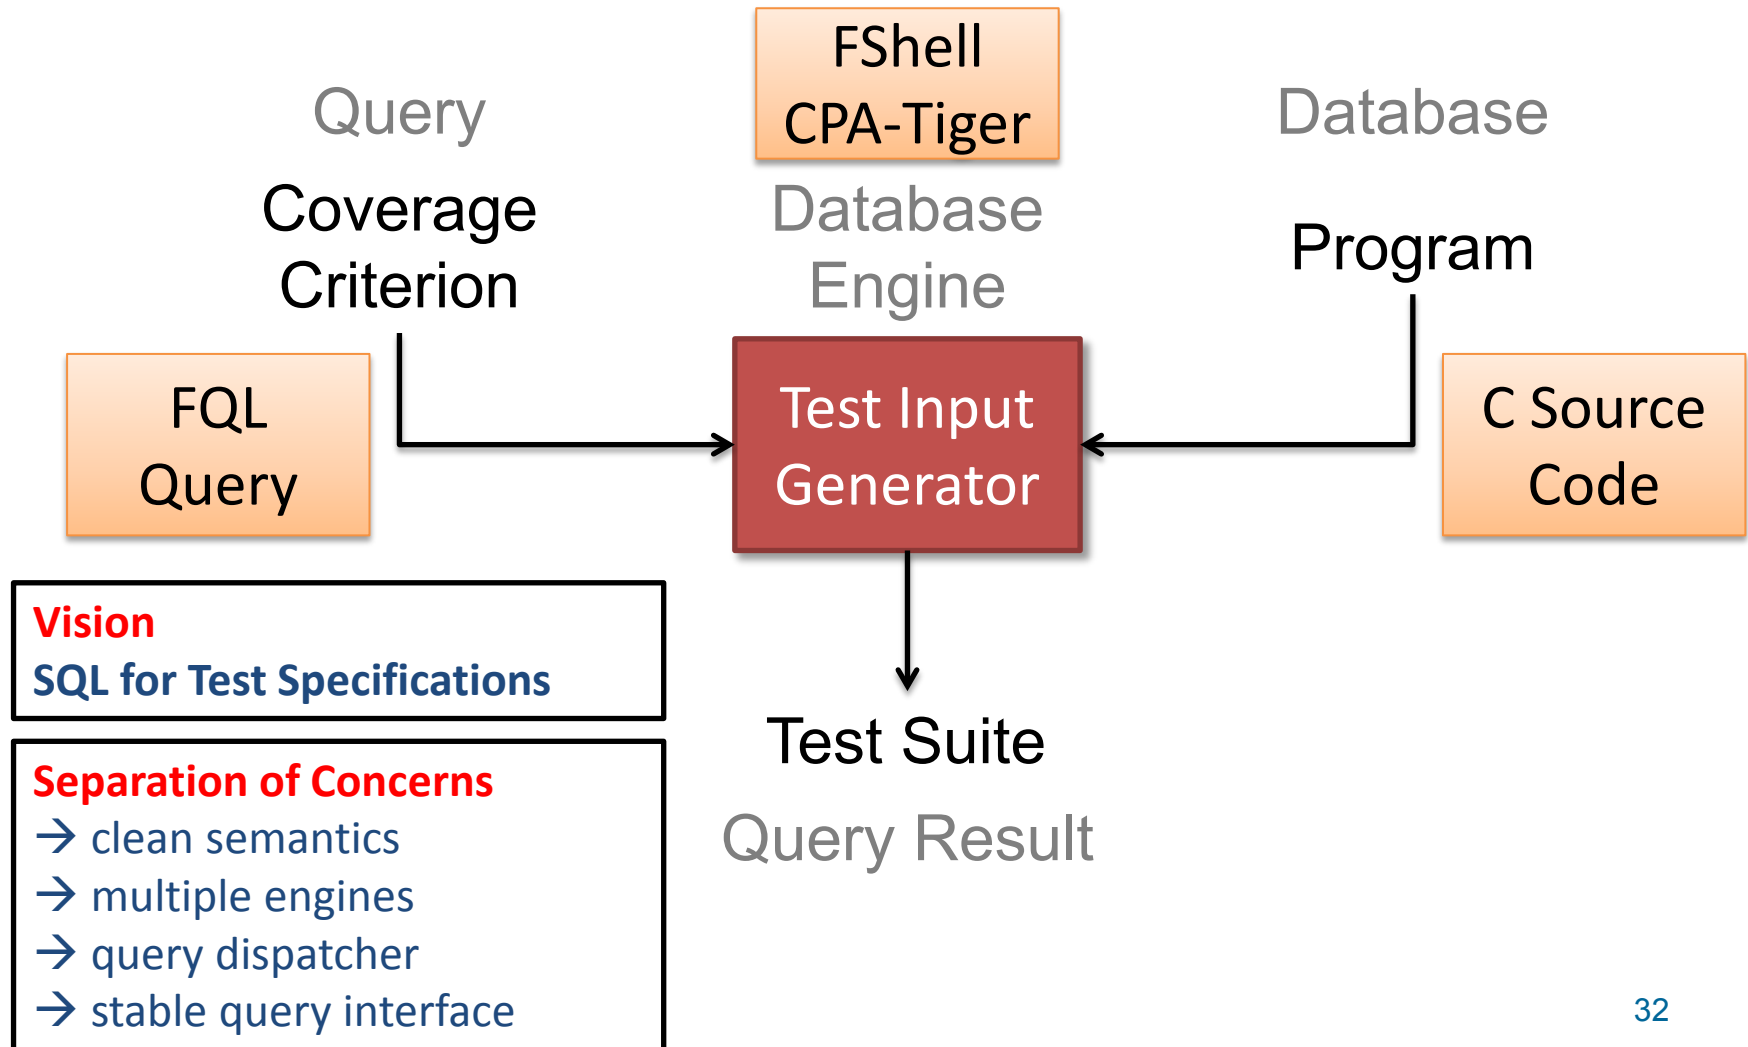 FShell
CPA-Tiger
Query
Database
Coverage
Criterion
Database
Engine
Program
FQL
Query
Test Input
Generator
C Source
Code
Vision
SQL for Test Specifications
Test Suite
Query Result
Separation of Concerns
→ clean semantics
→ multiple engines
→ query dispatcher
→ stable query interface
32